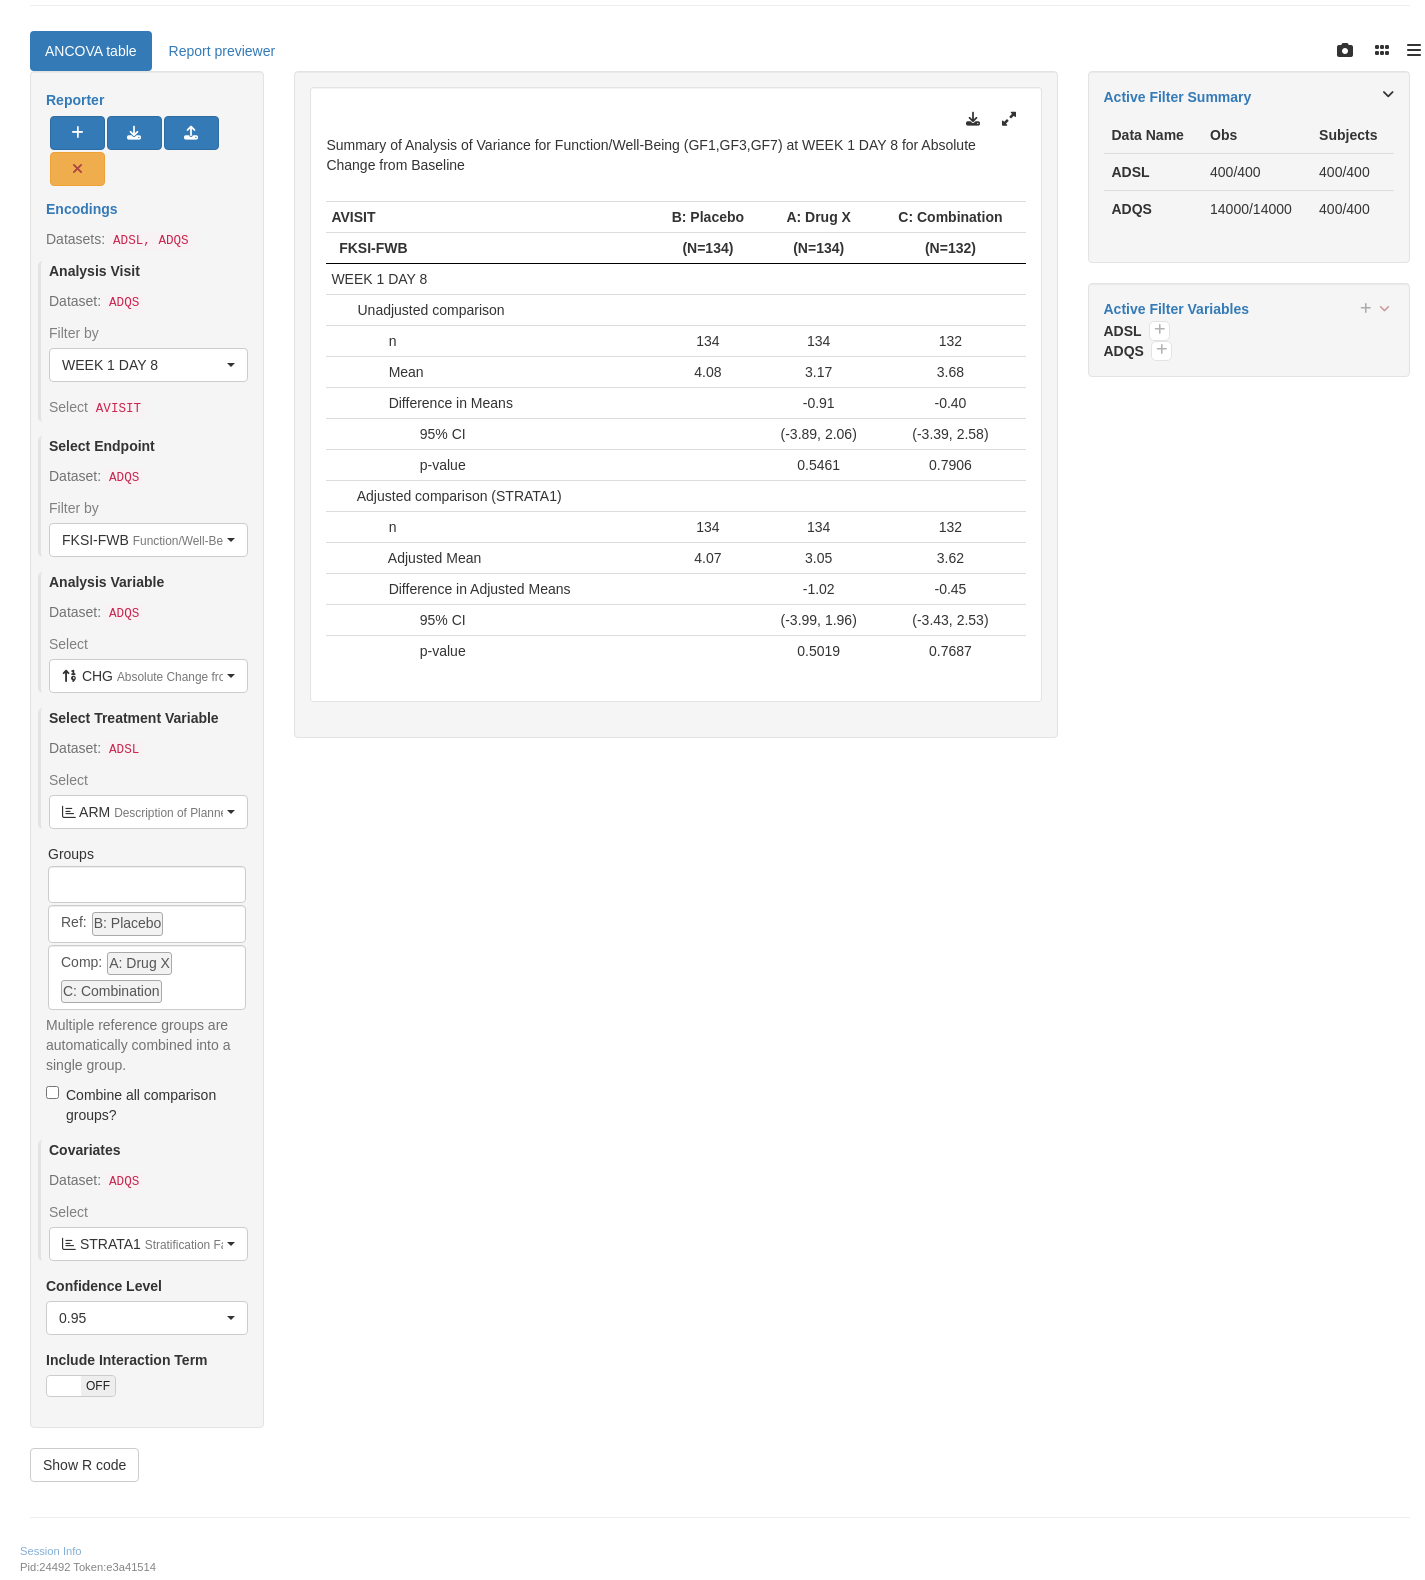 ANCOVA table
Report previewer
Reporter
Encodings
Datasets: ADSL, ADQS
Analysis Visit
Dataset: ADQS
Filter by
WEEK 1 DAY 8
Select AVISIT
Select Endpoint
Dataset: ADQS
Filter by
FKSI-FWB Function/Well-Be
Analysis Variable
Dataset: ADQS
Select
CHG Absolute Change fro
Select Treatment Variable
Dataset: ADSL
Select
ARM Description of Planne
Groups
Ref: B: Placebo
Comp: A: Drug X
C: Combination
Multiple reference groups are
automatically combined into a
single group.
Combine all comparison
groups?
Covariates
Dataset: ADQS
Select
STRATA1 Stratification Fa
Confidence Level
0.95
Include Interaction Term
OFF
Show R code
Summary of Analysis of Variance for Function/Well-Being (GF1,GF3,GF7) at WEEK 1 DAY 8 for Absolute
Change from Baseline
AVISIT B: Placebo A: Drug X C: Combination
FKSI-FWB (N=134) (N=134) (N=132)
WEEK 1 DAY 8
Unadjusted comparison
n 134 134 132
Mean 4.08 3.17 3.68
Difference in Means -0.91 -0.40
95% CI (-3.89, 2.06) (-3.39, 2.58)
p-value 0.5461 0.7906
Adjusted comparison (STRATA1)
n 134 134 132
Adjusted Mean 4.07 3.05 3.62
Difference in Adjusted Means -1.02 -0.45
95% CI (-3.99, 1.96) (-3.43, 2.53)
p-value 0.5019 0.7687
Active Filter Summary
Data Name Obs Subjects
ADSL 400/400 400/400
ADQS 14000/14000 400/400
Active Filter Variables
ADSL
ADQS
Session Info
Pid:24492 Token:e3a41514